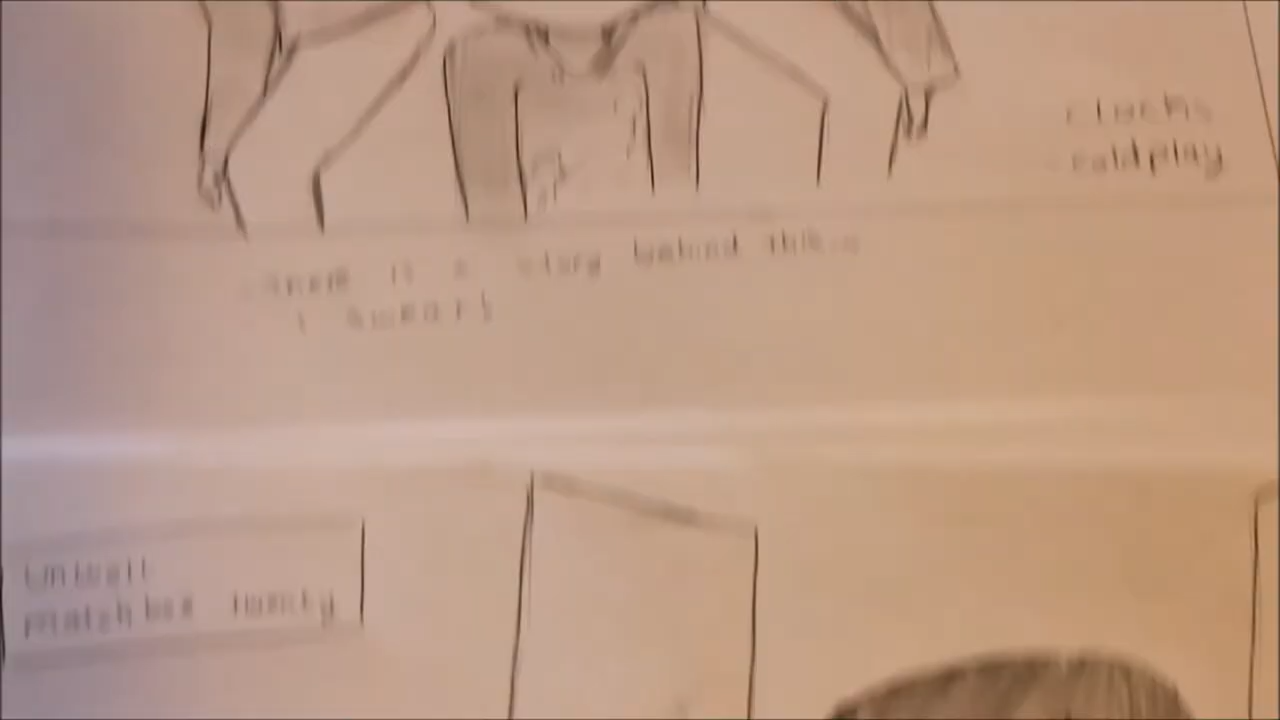 clocks
coldplay
There is a story behind this...
I swear!
Unwell
matchbox twenty